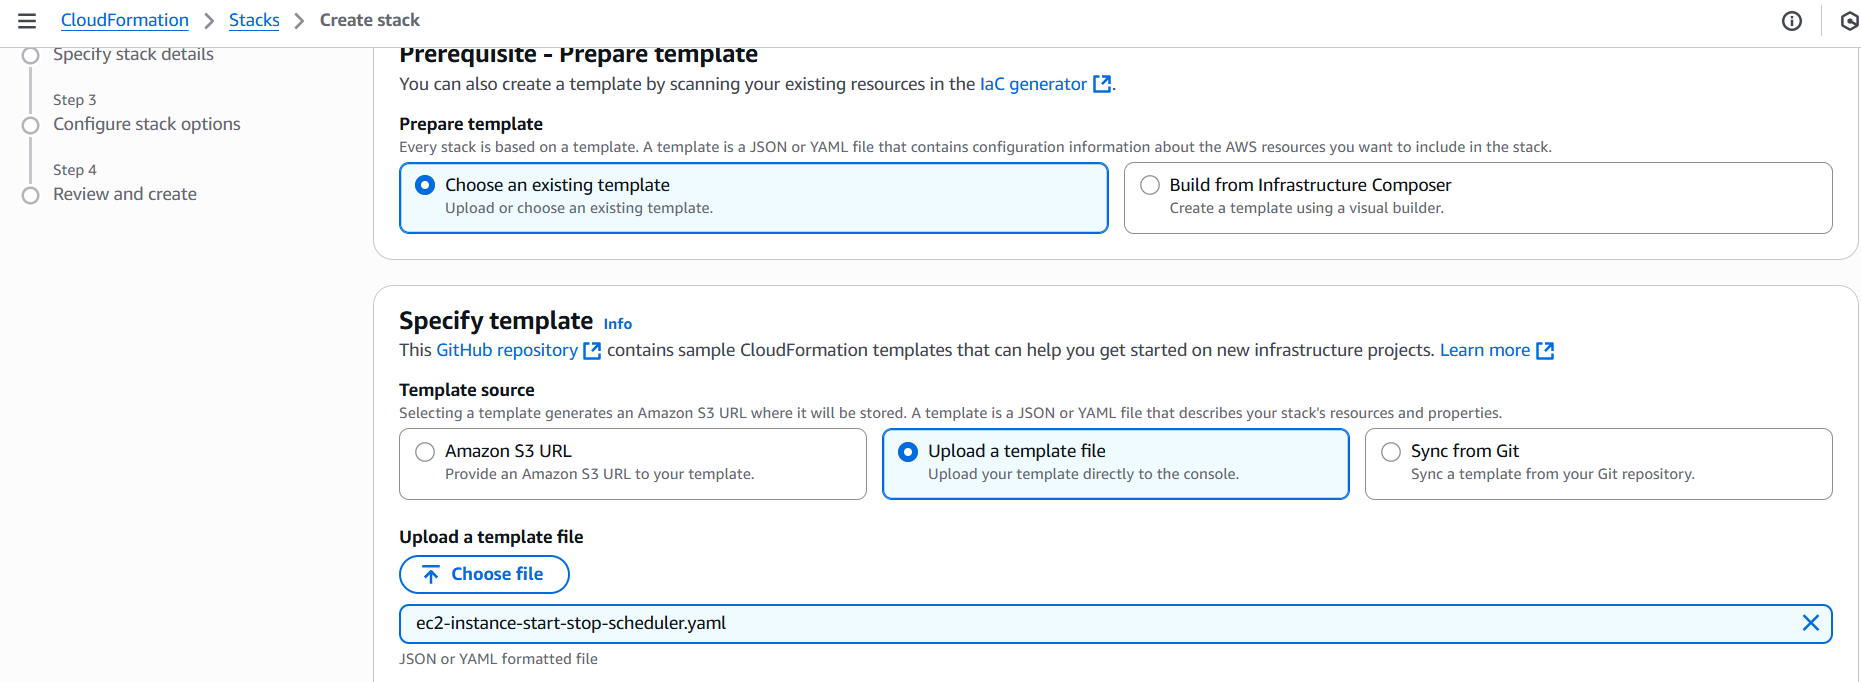 CloudFormation > Stacks > Create stack
Specify stack details
Step 3
Configure stack options
Step 4
Review and create
Prerequisite - Prepare template
You can also create a template by scanning your existing resources in the IaC generator.
Prepare template
Every stack is based on a template. A template is a JSON or YAML file that contains configuration information about the AWS resources you want to include in the stack.
Choose an existing template
Upload or choose an existing template.
Build from Infrastructure Composer
Create a template using a visual builder.
Specify template Info
This GitHub repository contains sample CloudFormation templates that can help you get started on new infrastructure projects. Learn more
Template source
Selecting a template generates an Amazon S3 URL where it will be stored. A template is a JSON or YAML file that describes your stack's resources and properties.
Amazon S3 URL
Provide an Amazon S3 URL to your template.
Upload a template file
Upload your template directly to the console.
Sync from Git
Sync a template from your Git repository.
Upload a template file
Choose file
ec2-instance-start-stop-scheduler.yaml
JSON or YAML formatted file